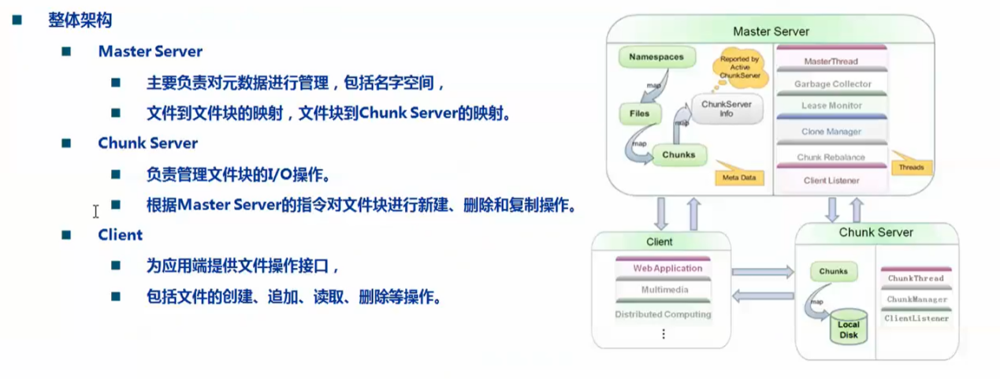 整体架构
Master Server
主要负责对元数据进行管理，包括名字空间，
文件到文件块的映射，文件块到Chunk Server的映射。
Chunk Server
负责管理文件块的I/O操作。
根据Master Server的指令对文件块进行新建、删除和复制操作。
Client
为应用端提供文件操作接口，
包括文件的创建、追加、读取、删除等操作。
Master Server
Namespaces
map
Files
map
Chunks
map
Reported by
Active
ChunkServer
ChunkServer
Info
Meta Data
MasterThread
Garbage Collector
Lease Monitor
Clone Manager
Chunk Rebalance
Client Listener
Threads
Client
Web Application
Multimedia
Distributed Computing
⋮
Chunk Server
Chunks
map
Local
Disk
ChunkThread
ChunkManager
ClientListener